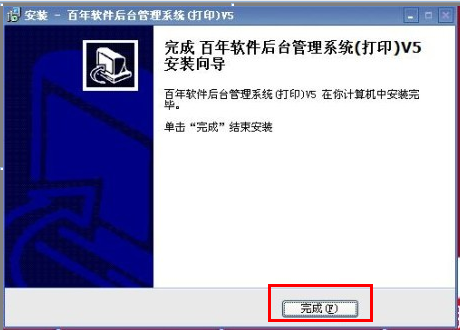 安装 - 百年软件后台管理系统(打印)V5
完成 百年软件后台管理系统(打印)V5
安装向导
百年软件后台管理系统(打印)V5 在你计算机中安装完
毕。
单击“完成”结束安装
完成(F)